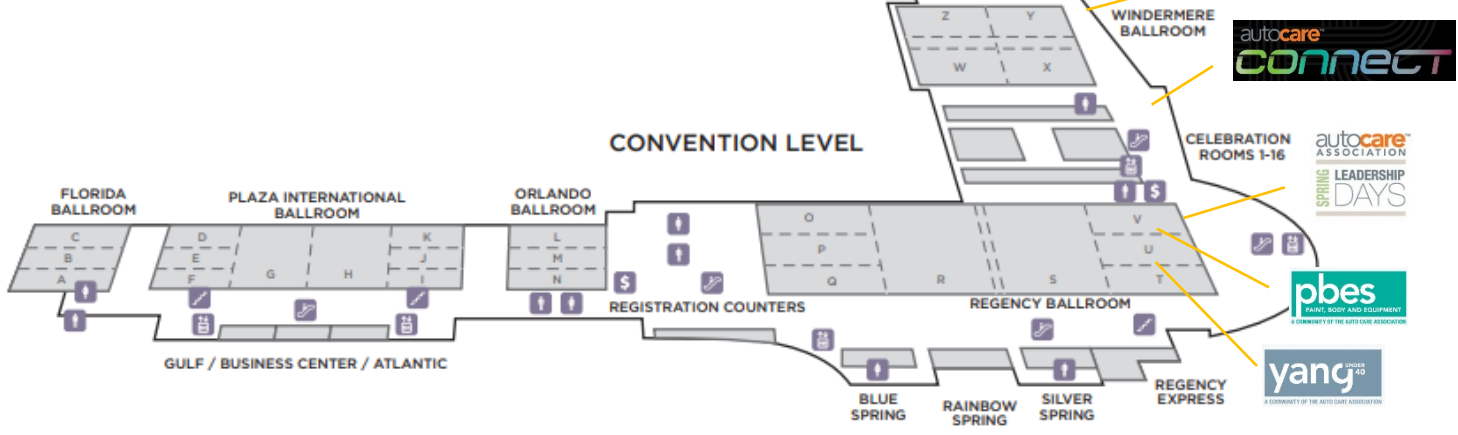 Z Y
WINDERMERE
BALLROOM
W X
autocare™
connect
CONVENTION LEVEL
CELEBRATION
ROOMS 1-16
autocare™
ASSOCIATION
SPRING
LEADERSHIP
DAYS
FLORIDA
BALLROOM
PLAZA INTERNATIONAL
BALLROOM
ORLANDO
BALLROOM
$
C
B
A
D
E
F
G
H
K
J
I
L
M
N
O
P
Q
R
S
V
U
T
$
REGISTRATION COUNTERS
REGENCY BALLROOM
pbes
PAINT, BODY AND EQUIPMENT
A COMMUNITY OF THE AUTO CARE ASSOCIATION
GULF / BUSINESS CENTER / ATLANTIC
yang UNDER 40
A COMMUNITY OF THE AUTO CARE ASSOCIATION
BLUE
SPRING
RAINBOW
SPRING
SILVER
SPRING
REGENCY
EXPRESS